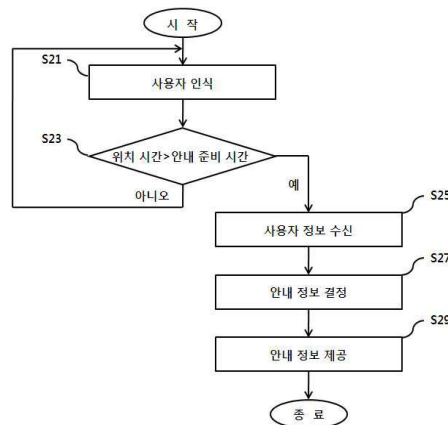 시 작
S21
사용자 인식
S23
위치 시간>안내 준비 시간
예
아니오
S25
사용자 정보 수신
S27
안내 정보 결정
S29
안내 정보 제공
종 료